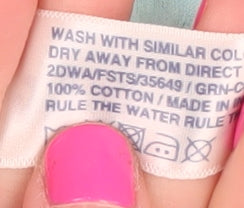 WASH WITH SIMILAR COL
DRY AWAY FROM DIRECT
2DWA/FSTS/35649 / GRN-C
100% COTTON / MADE IN
RULE THE WATER RULE T